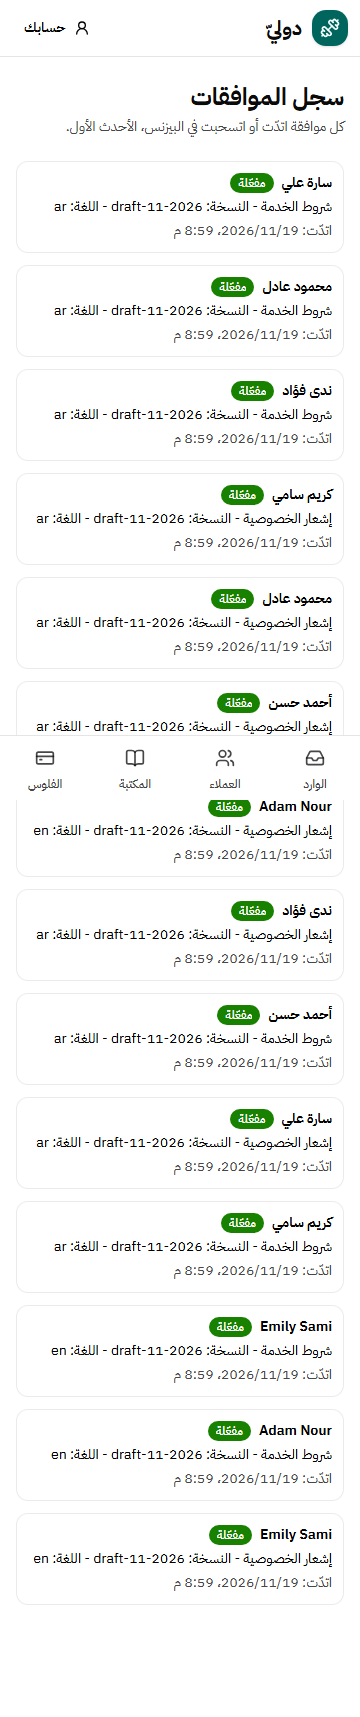 دوليّ
حسابك
سجل الموافقات
كل موافقة اتدّت أو اتسحبت في البيزنس، الأحدث الأول.
سارة علي مفعّلة
شروط الخدمة - النسخة: draft-11-2026 - اللغة: ar
اتدّت: 2026/11/19، 8:59 م
محمود عادل مفعّلة
شروط الخدمة - النسخة: draft-11-2026 - اللغة: ar
اتدّت: 2026/11/19، 8:59 م
ندى فؤاد مفعّلة
شروط الخدمة - النسخة: draft-11-2026 - اللغة: ar
اتدّت: 2026/11/19، 8:59 م
كريم سامي مفعّلة
إشعار الخصوصية - النسخة: draft-11-2026 - اللغة: ar
اتدّت: 2026/11/19، 8:59 م
محمود عادل مفعّلة
إشعار الخصوصية - النسخة: draft-11-2026 - اللغة: ar
اتدّت: 2026/11/19، 8:59 م
أحمد حسن مفعّلة
إشعار الخصوصية - النسخة: draft-11-2026 - اللغة: ar
الوارد
العملاء
المكتبة
الفلوس
Adam Nour مفعّلة
إشعار الخصوصية - النسخة: draft-11-2026 - اللغة: en
اتدّت: 2026/11/19، 8:59 م
ندى فؤاد مفعّلة
إشعار الخصوصية - النسخة: draft-11-2026 - اللغة: ar
اتدّت: 2026/11/19، 8:59 م
أحمد حسن مفعّلة
شروط الخدمة - النسخة: draft-11-2026 - اللغة: ar
اتدّت: 2026/11/19، 8:59 م
سارة علي مفعّلة
إشعار الخصوصية - النسخة: draft-11-2026 - اللغة: ar
اتدّت: 2026/11/19، 8:59 م
كريم سامي مفعّلة
شروط الخدمة - النسخة: draft-11-2026 - اللغة: ar
اتدّت: 2026/11/19، 8:59 م
Emily Sami مفعّلة
شروط الخدمة - النسخة: draft-11-2026 - اللغة: en
اتدّت: 2026/11/19، 8:59 م
Adam Nour مفعّلة
شروط الخدمة - النسخة: draft-11-2026 - اللغة: en
اتدّت: 2026/11/19، 8:59 م
Emily Sami مفعّلة
إشعار الخصوصية - النسخة: draft-11-2026 - اللغة: en
اتدّت: 2026/11/19، 8:59 م